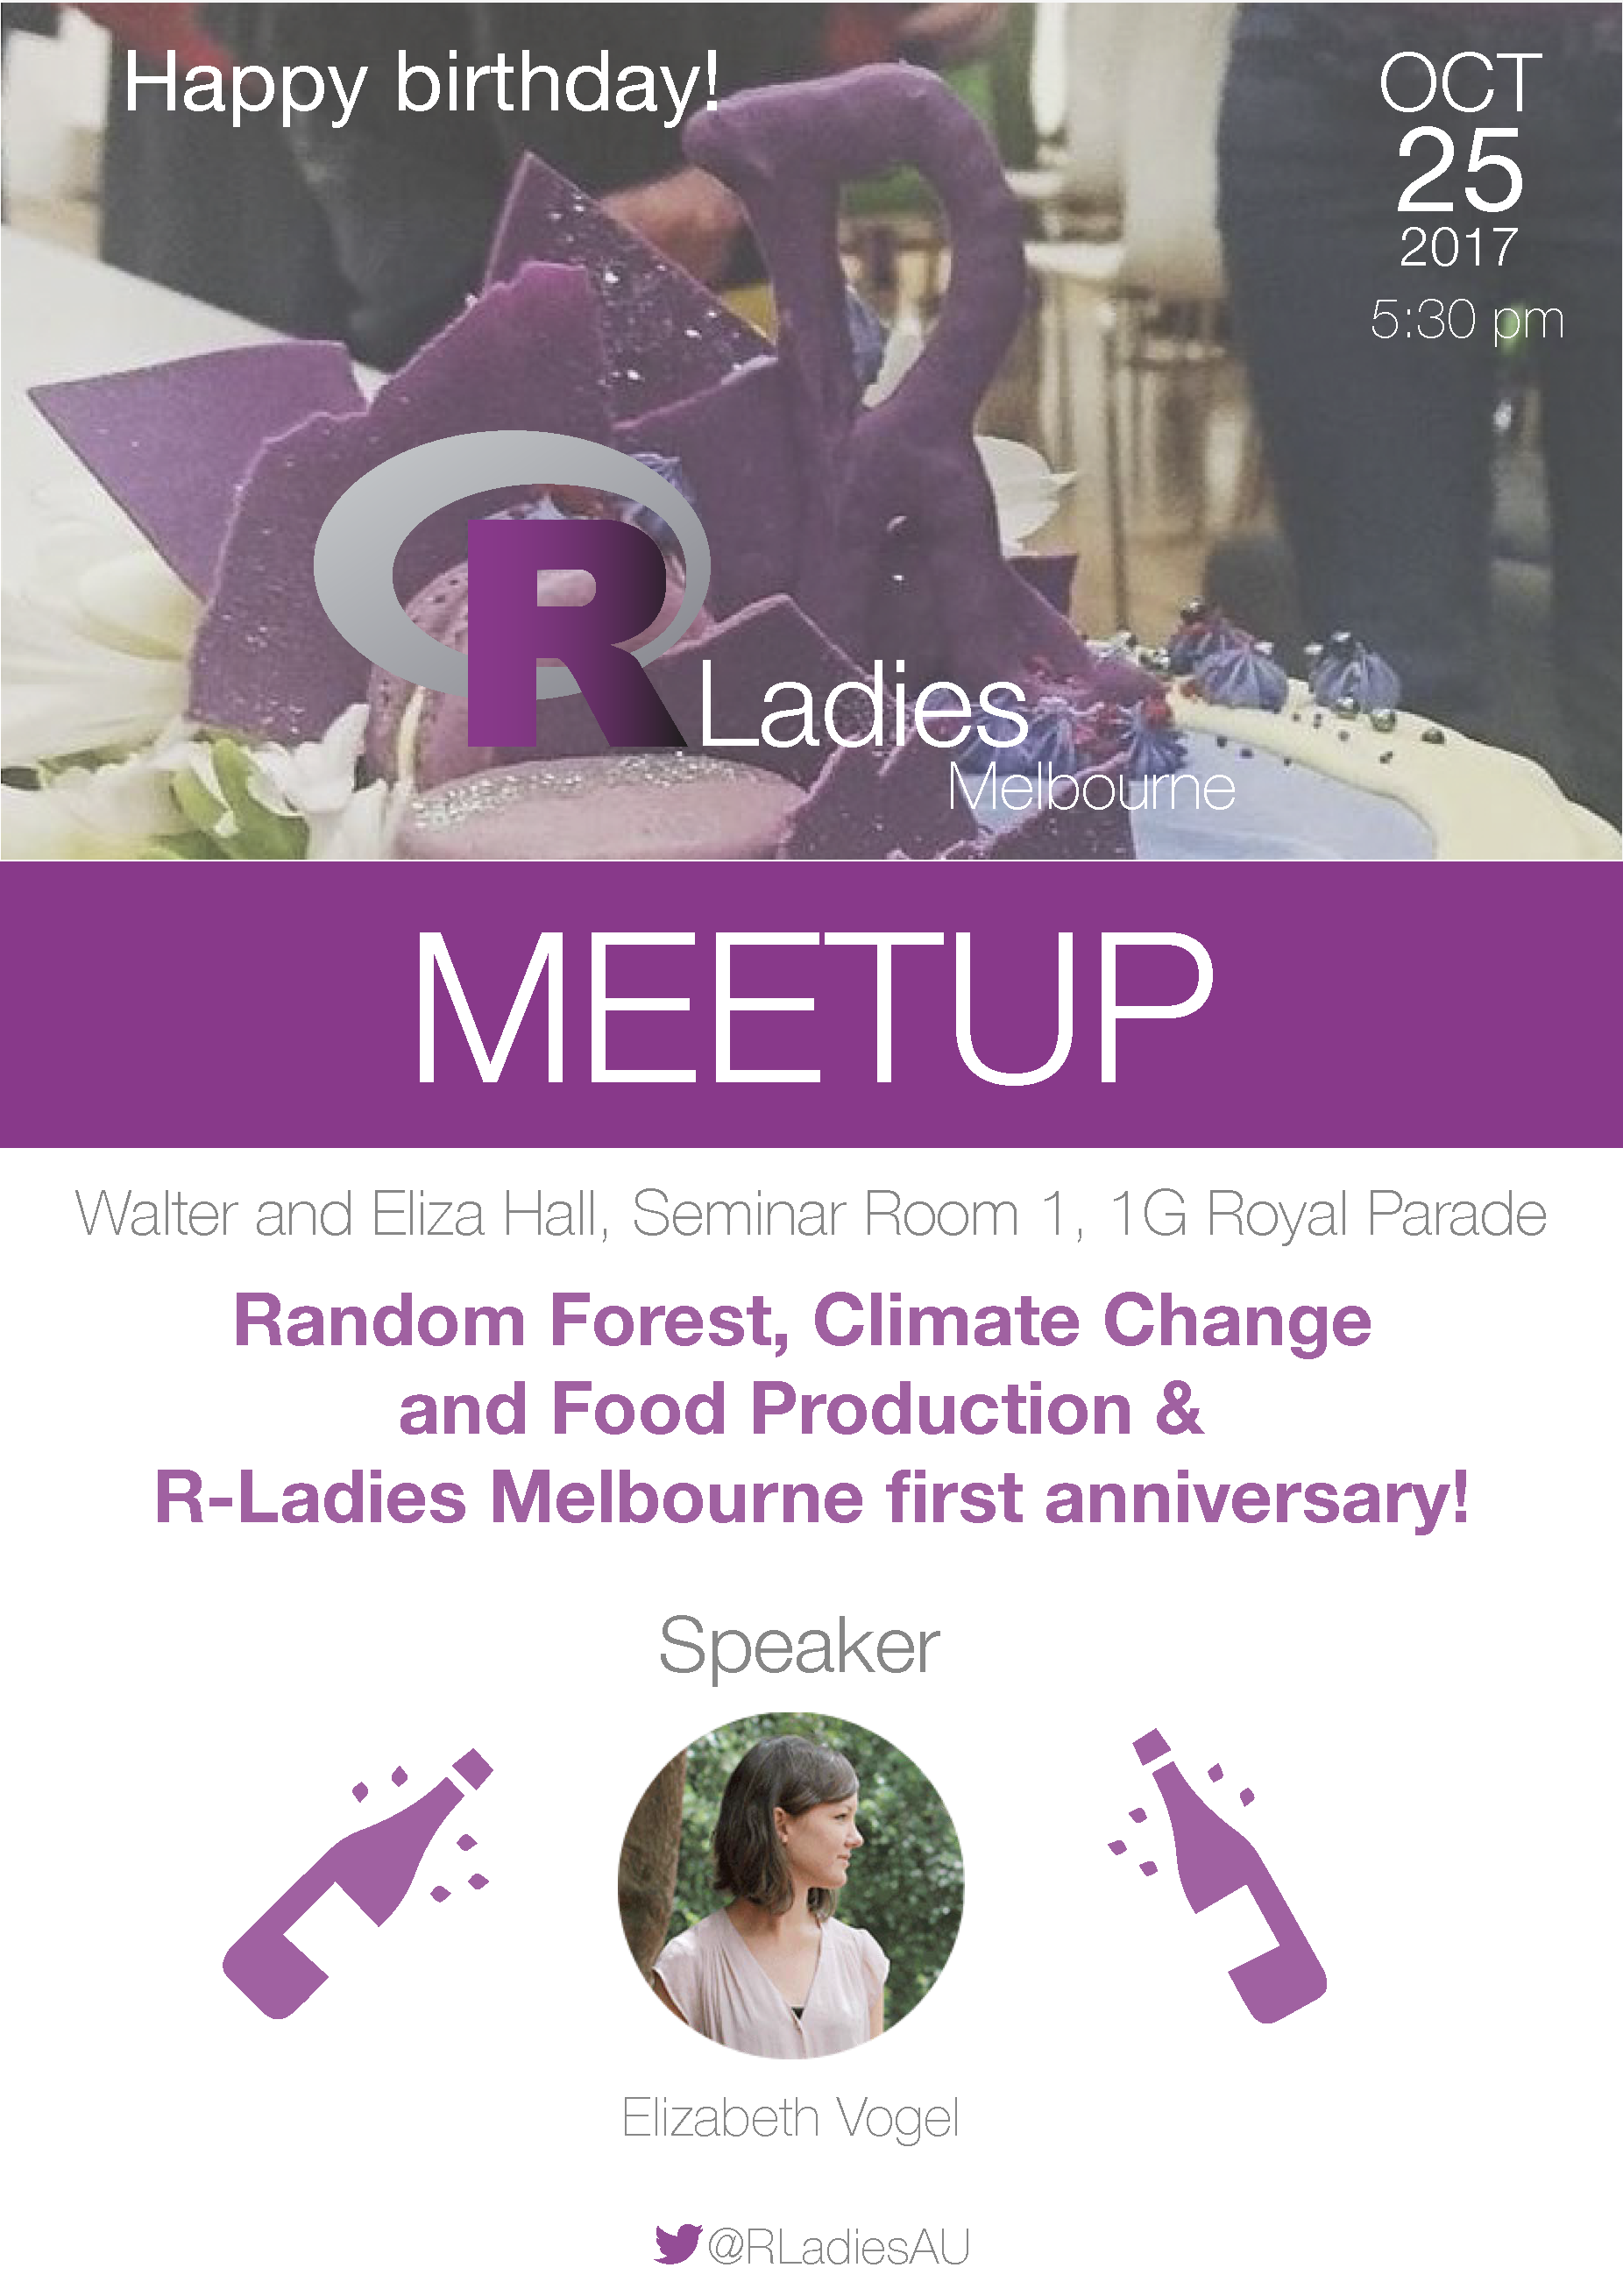 Happy birthday!
OCT
25
2017
5:30 pm
R Ladies
Melbourne
MEETUP
Walter and Eliza Hall, Seminar Room 1, 1G Royal Parade
Random Forest, Climate Change
and Food Production &
R-Ladies Melbourne first anniversary!
Speaker
Elizabeth Vogel
@RLadiesAU